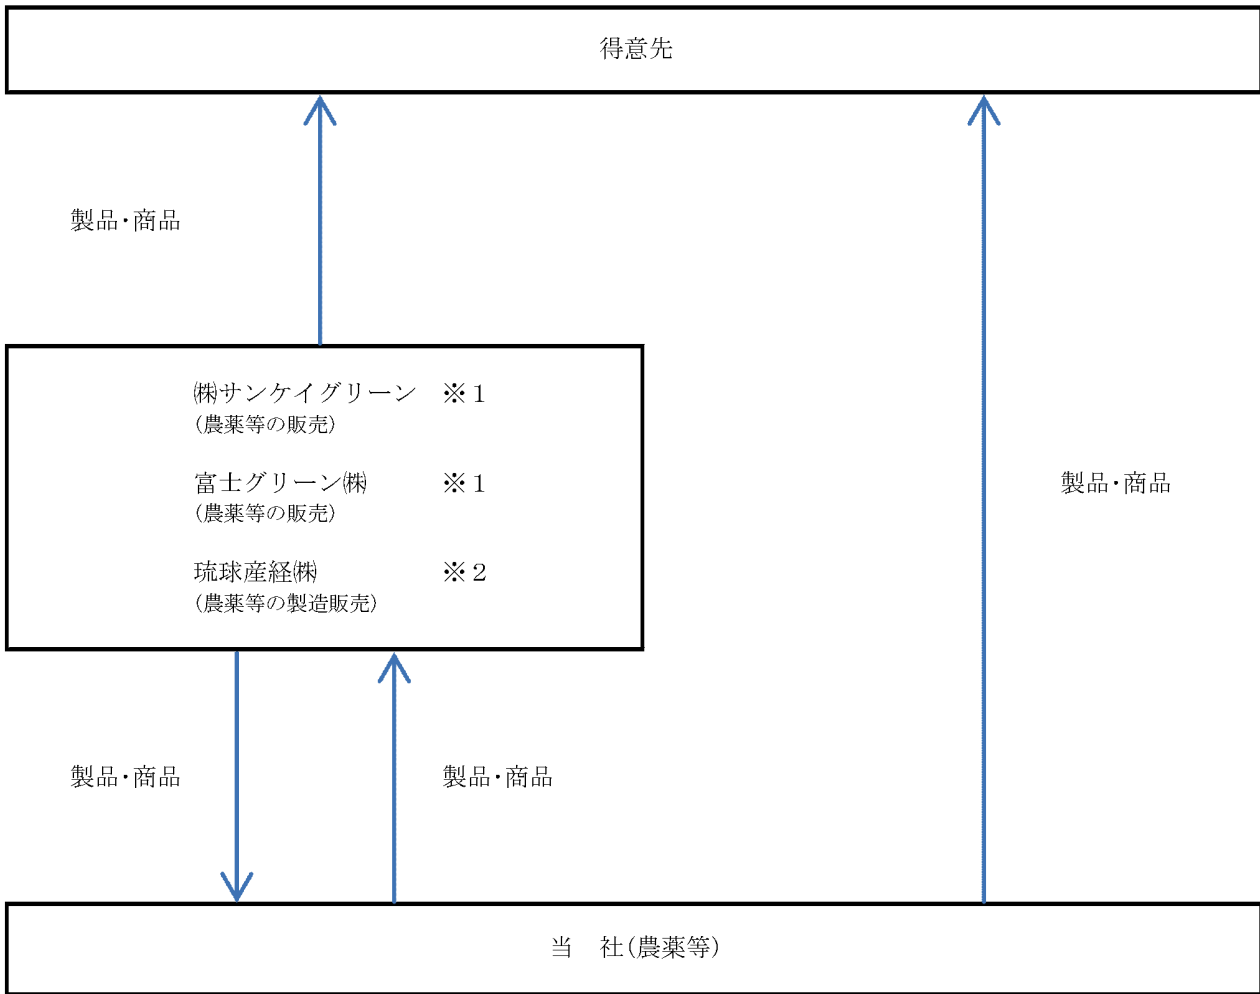 得意先
製品・商品
㈱サンケイグリーン　※１
(農薬等の販売)
富士グリーン㈱　※１
(農薬等の販売)
製品・商品
琉球産経㈱　※２
(農薬等の製造販売)
製品・商品
製品・商品
当　社(農薬等)